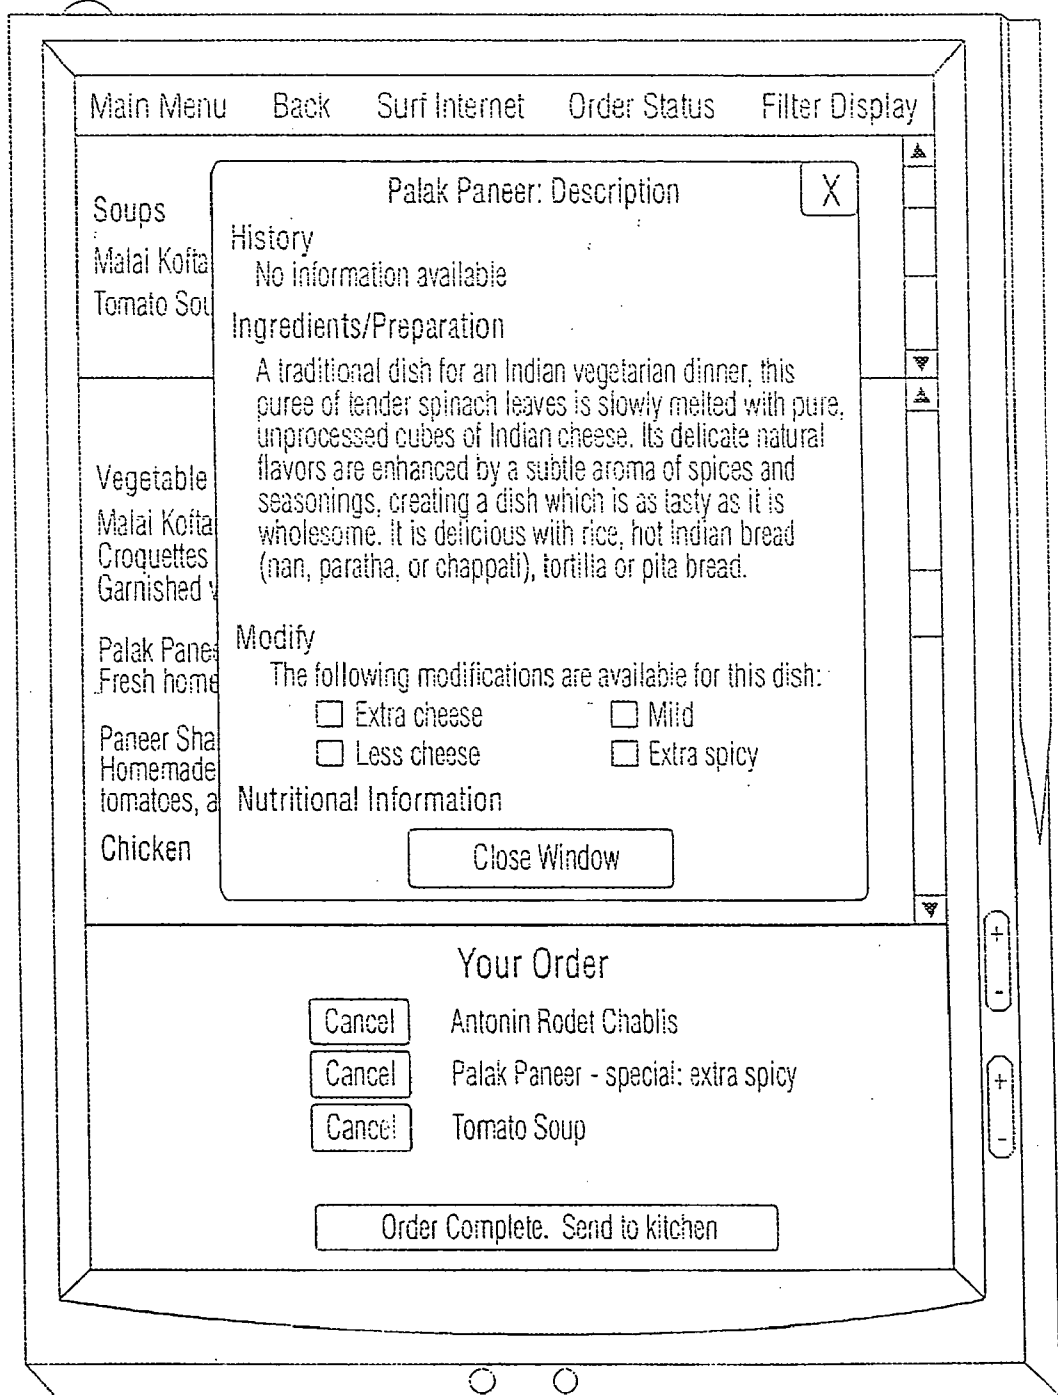 Main Menu Back Surf Internet Order Status Filter Display
Soups
Malai Kofta
Tomato Sou
Vegetable
Malai Kofta
Croquettes
Garnished v
Palak Panee
Fresh home
Paneer Sha
Homemade
tomatoes, a
Chicken
Palak Paneer: Description X
History
No information available
Ingredients/Preparation
A traditional dish for an Indian vegetarian dinner, this
puree of tender spinach leaves is slowly melted with pure,
unprocessed cubes of Indian cheese. Its delicate natural
flavors are enhanced by a subtle aroma of spices and
seasonings, creating a dish which is as tasty as it is
wholesome. It is delicious with rice, hot Indian bread
(nan, paratha, or chappati), tortilla or pita bread.
Modify
The following modifications are available for this dish:
Extra cheese Mild
Less cheese Extra spicy
Nutritional Information
Close Window
Your Order
Cancel Antonin Rodet Chablis
Cancel Palak Paneer - special: extra spicy
Cancel Tomato Soup
Order Complete. Send to kitchen
+
-
+
-